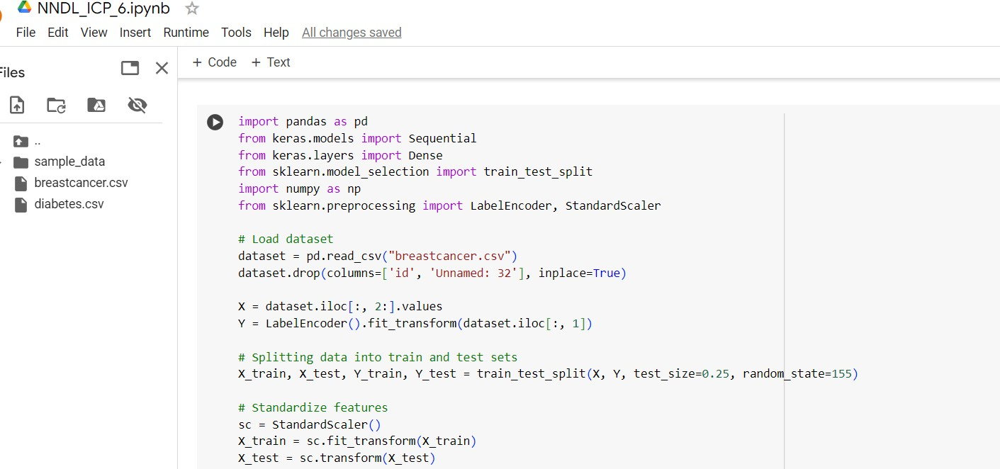 NNDL_ICP_6.ipynb
File Edit View Insert Runtime Tools Help All changes saved
Files
+ Code + Text
..
sample_data
breastcancer.csv
diabetes.csv
import pandas as pd
from keras.models import Sequential
from keras.layers import Dense
from sklearn.model_selection import train_test_split
import numpy as np
from sklearn.preprocessing import LabelEncoder, StandardScaler
# Load dataset
dataset = pd.read_csv("breastcancer.csv")
dataset.drop(columns=['id', 'Unnamed: 32'], inplace=True)
X = dataset.iloc[:, 2:].values
Y = LabelEncoder().fit_transform(dataset.iloc[:, 1])
# Splitting data into train and test sets
X_train, X_test, Y_train, Y_test = train_test_split(X, Y, test_size=0.25, random_state=155)
# Standardize features
sc = StandardScaler()
X_train = sc.fit_transform(X_train)
X_test = sc.transform(X_test)